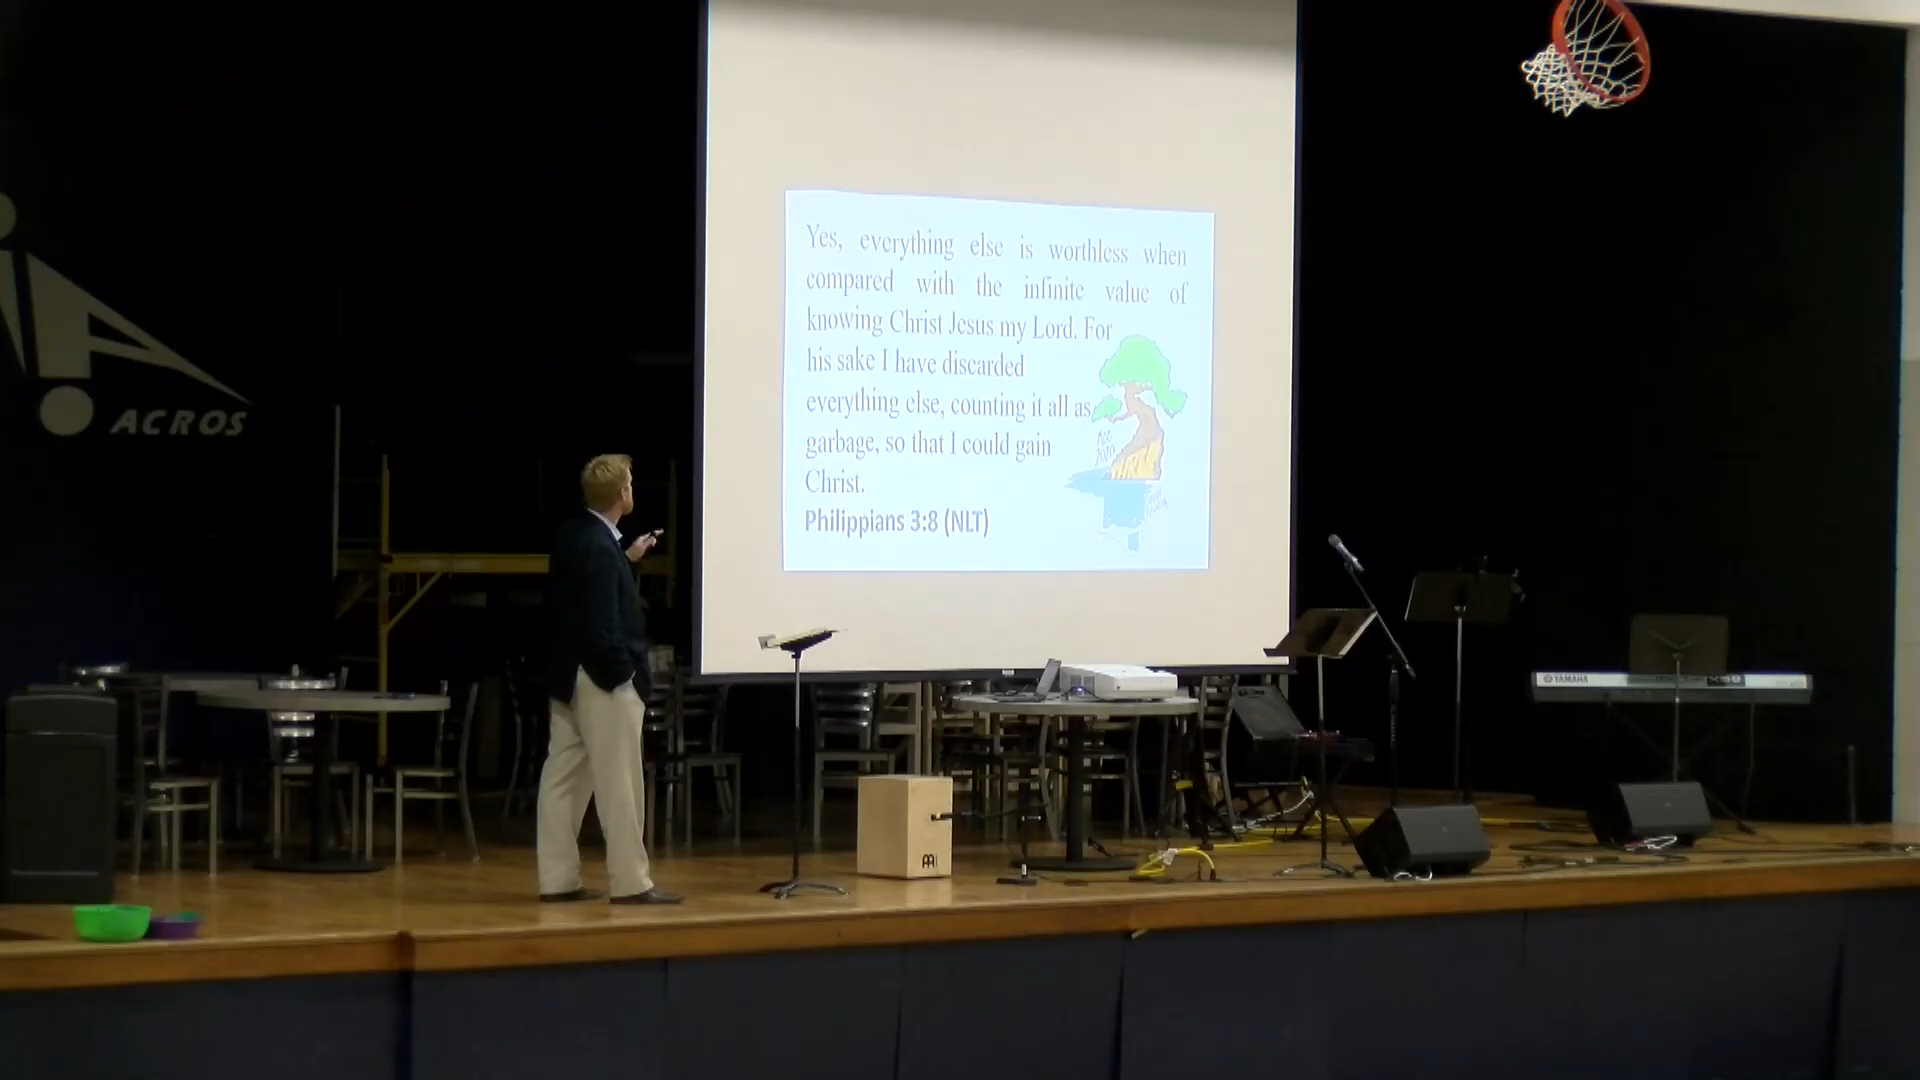 Yes, everything else is worthless when
compared with the infinite value of
knowing Christ Jesus my Lord. For
his sake I have discarded
everything else, counting it all as
garbage, so that I could gain
Christ.
Philippians 3:8 (NLT)
ACROS
YAMAHA